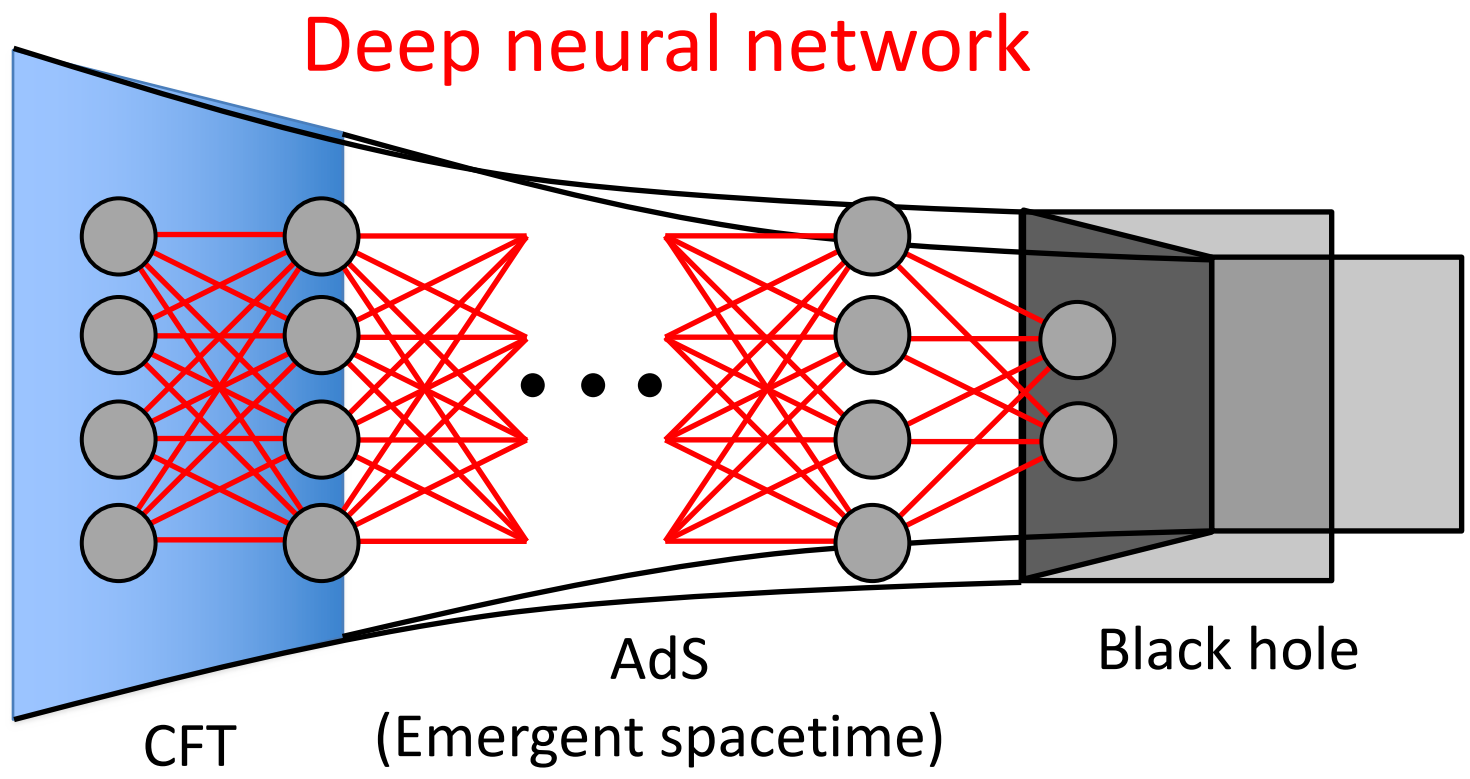 Deep neural network
AdS
Black hole
CFT
(Emergent spacetime)